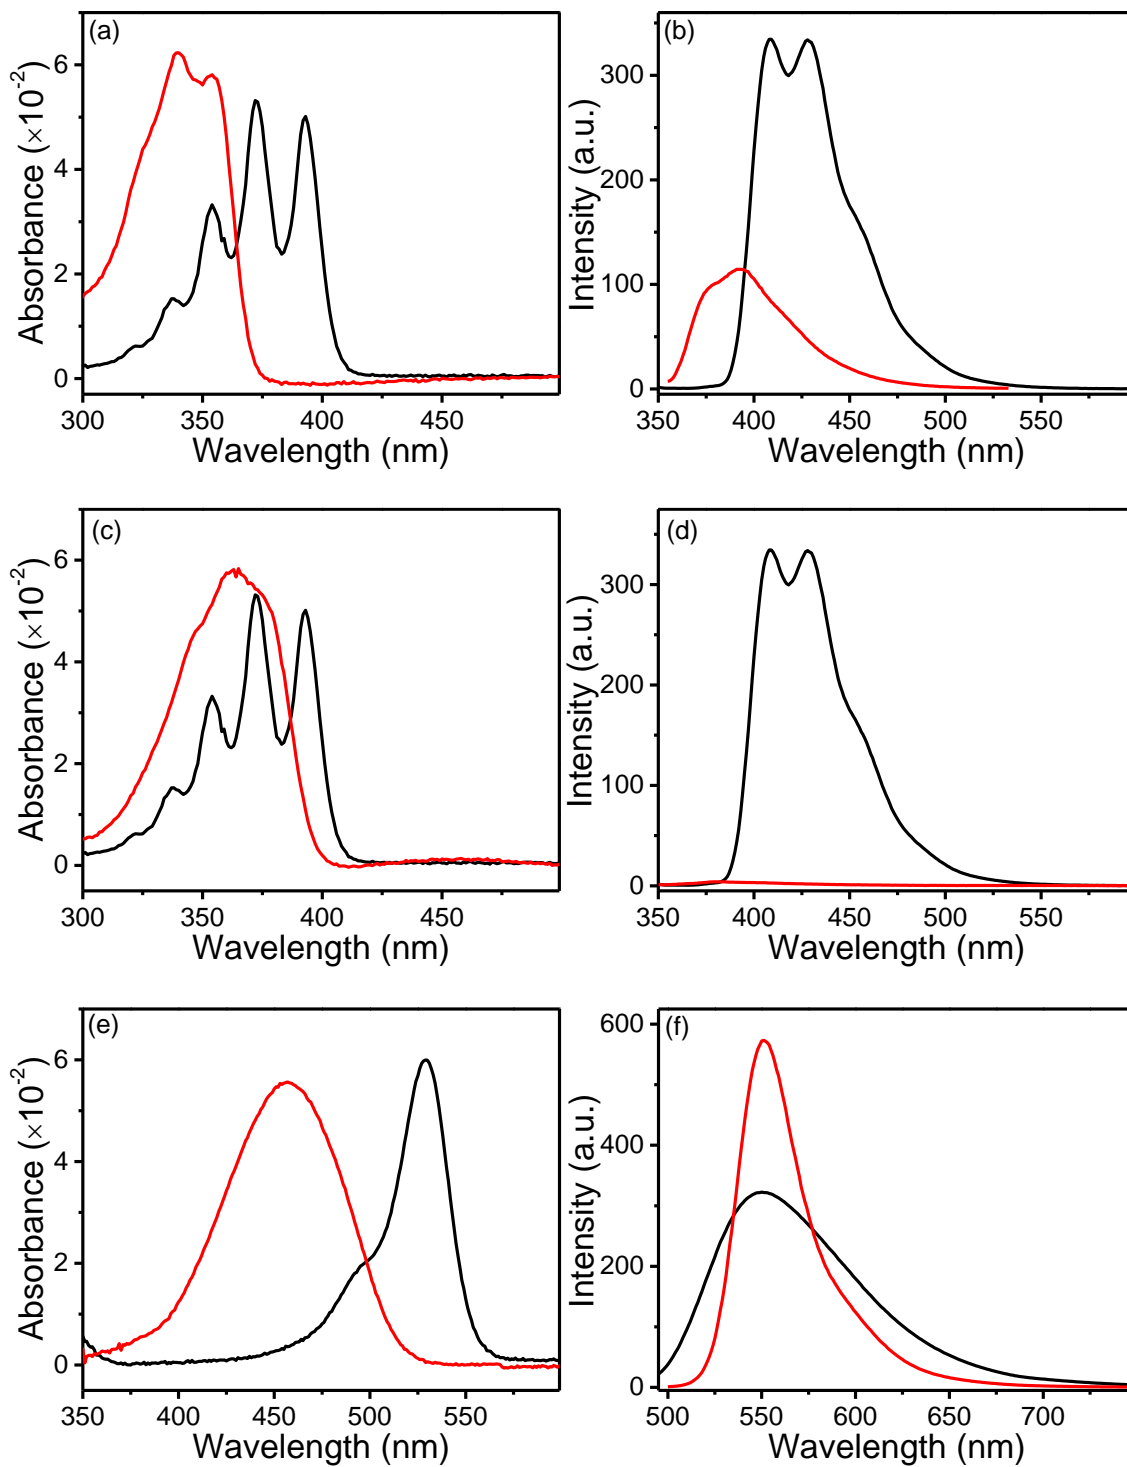 (a)
Absorbance (×10⁻²)
6
4
2
0
300 350 400 450
Wavelength (nm)
(b)
Intensity (a.u.)
300
200
100
0
350 400 450 500 550
Wavelength (nm)
(c)
Absorbance (×10⁻²)
6
4
2
0
300 350 400 450
Wavelength (nm)
(d)
Intensity (a.u.)
300
200
100
0
350 400 450 500 550
Wavelength (nm)
(e)
Absorbance (×10⁻²)
6
4
2
0
350 400 450 500 550
Wavelength (nm)
(f)
Intensity (a.u.)
600
400
200
0
500 550 600 650 700
Wavelength (nm)